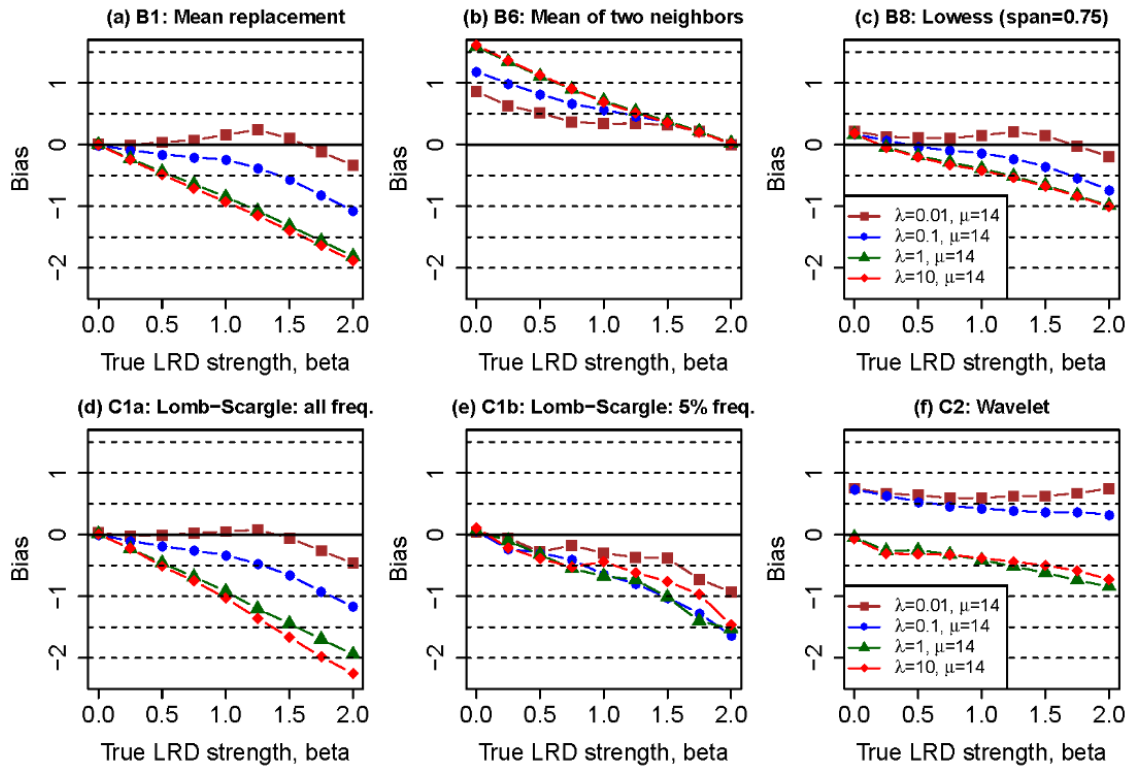 (a) B1: Mean replacement
(b) B6: Mean of two neighbors
(c) B8: Lowess (span=0.75)
Bias
1
0
−1
−2
0.0 0.5 1.0 1.5 2.0
True LRD strength, beta
Bias
1
0
−1
−2
0.0 0.5 1.0 1.5 2.0
True LRD strength, beta
Bias
1
0
−1
−2
λ=0.01, μ=14
λ=0.1, μ=14
λ=1, μ=14
λ=10, μ=14
0.0 0.5 1.0 1.5 2.0
True LRD strength, beta
(d) C1a: Lomb−Scargle: all freq.
(e) C1b: Lomb−Scargle: 5% freq.
(f) C2: Wavelet
Bias
1
0
−1
−2
0.0 0.5 1.0 1.5 2.0
True LRD strength, beta
Bias
1
0
−1
−2
0.0 0.5 1.0 1.5 2.0
True LRD strength, beta
Bias
1
0
−1
−2
λ=0.01, μ=14
λ=0.1, μ=14
λ=1, μ=14
λ=10, μ=14
0.0 0.5 1.0 1.5 2.0
True LRD strength, beta